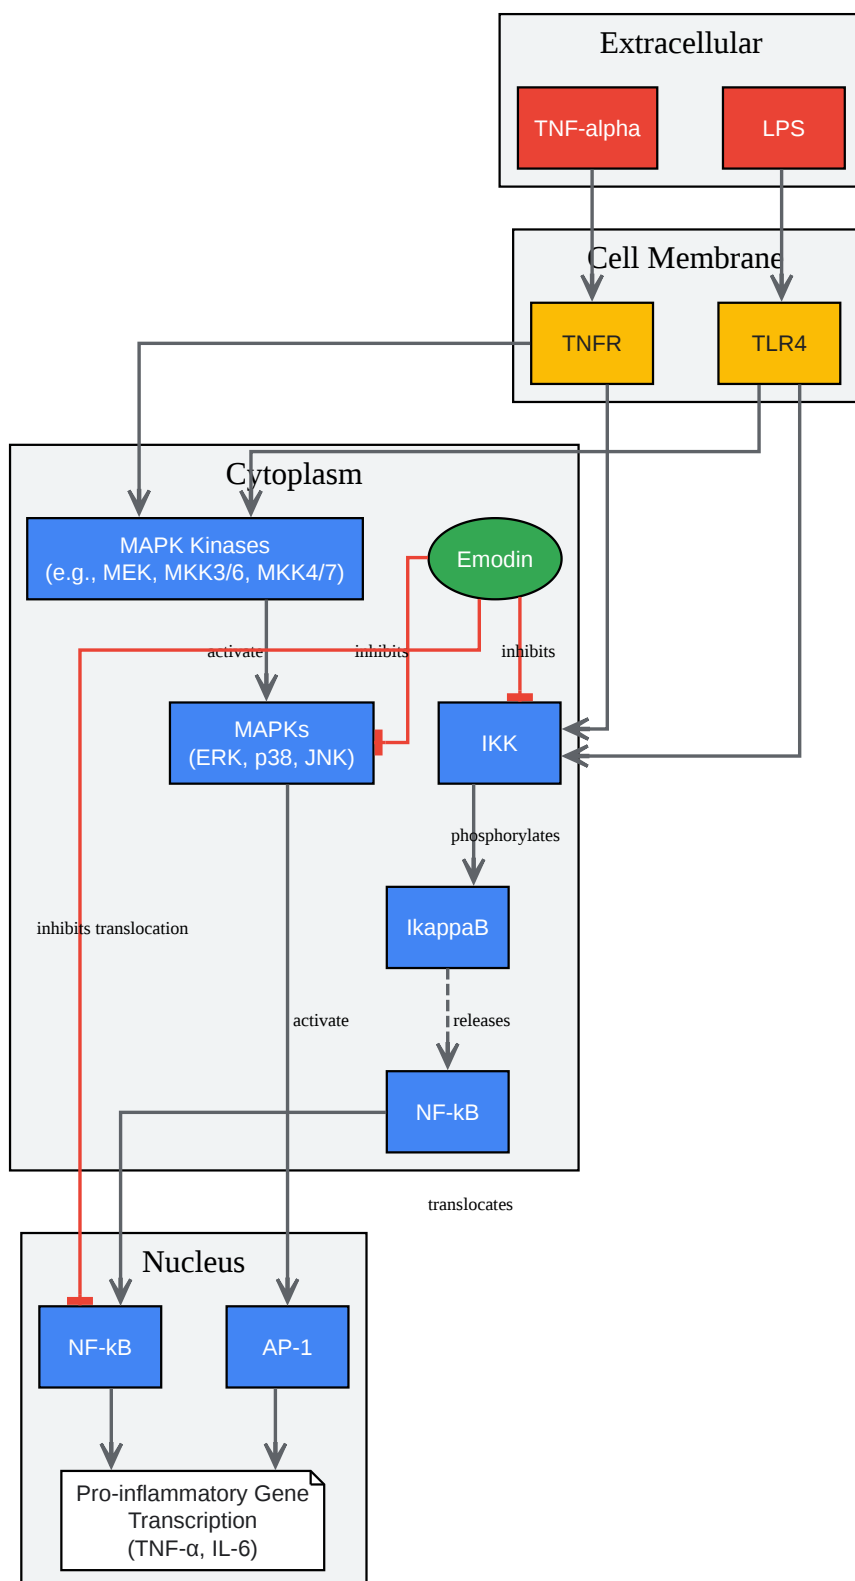 Extracellular
TNF-alpha
LPS
Cell Membrane
TNFR
TLR4
Cytoplasm
MAPK Kinases
(e.g., MEK, MKK3/6, MKK4/7)
Emodin
activate
inhibits
inhibits
MAPKs
(ERK, p38, JNK)
IKK
phosphorylates
IkappaB
inhibits translocation
activate
releases
NF-kB
translocates
Nucleus
NF-kB
AP-1
Pro-inflammatory Gene
Transcription
(TNF-α, IL-6)